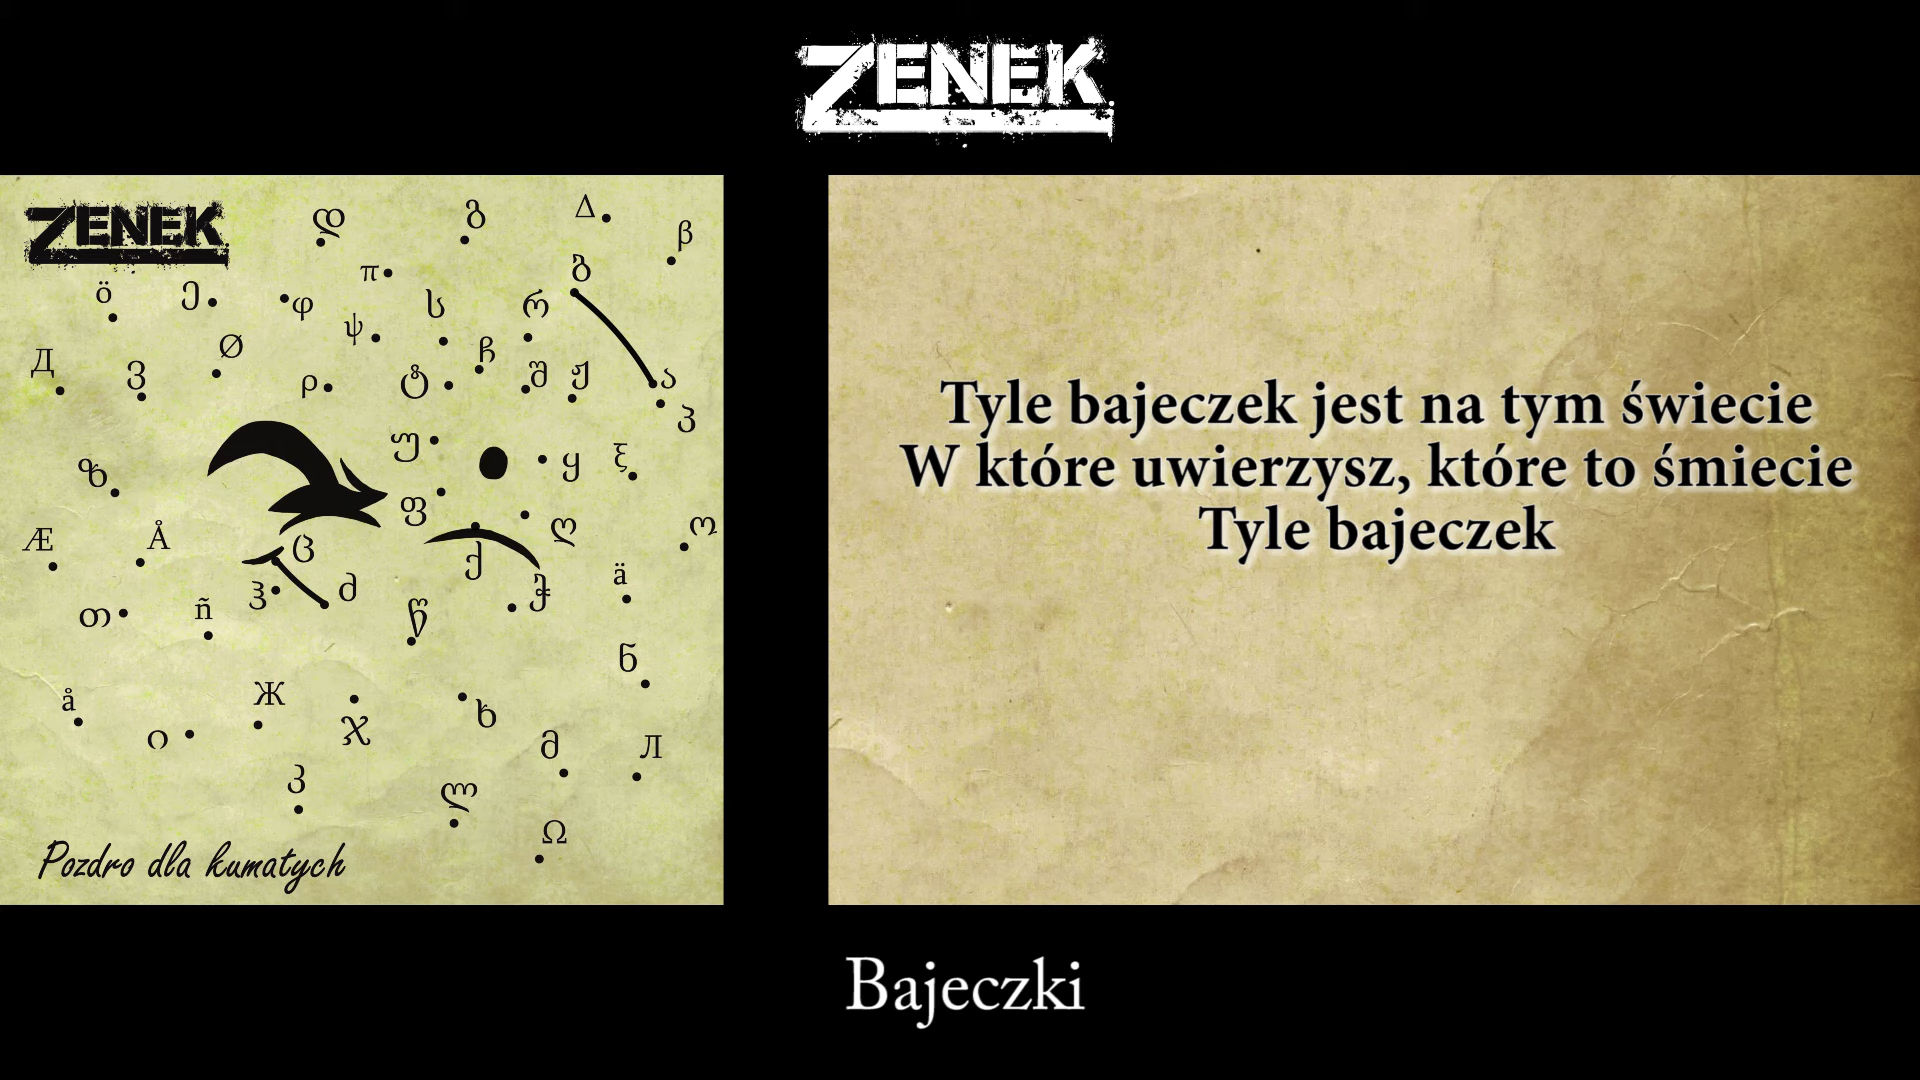 ZENEK
ZENEK
დ
გ
Δ
β
π
ბ
ö
ე
φ
ს
რ
ψ
Ø
ჩ
Д
ვ
ρ
ტ
შ
ჟ
ა
პ
უ
ყ
ξ
ზ
ფ
ღ
Æ
Å
ო
ც
ქ
ჰ
ძ
ä
თ
ñ
წ
ჭ
ნ
å
Ж
ი
ჯ
ხ
მ
Л
კ
ლ
Ω
Pozdro dla kumatych
Tyle bajeczek jest na tym świecie
W które uwierzysz, które to śmiecie
Tyle bajeczek
Bajeczki